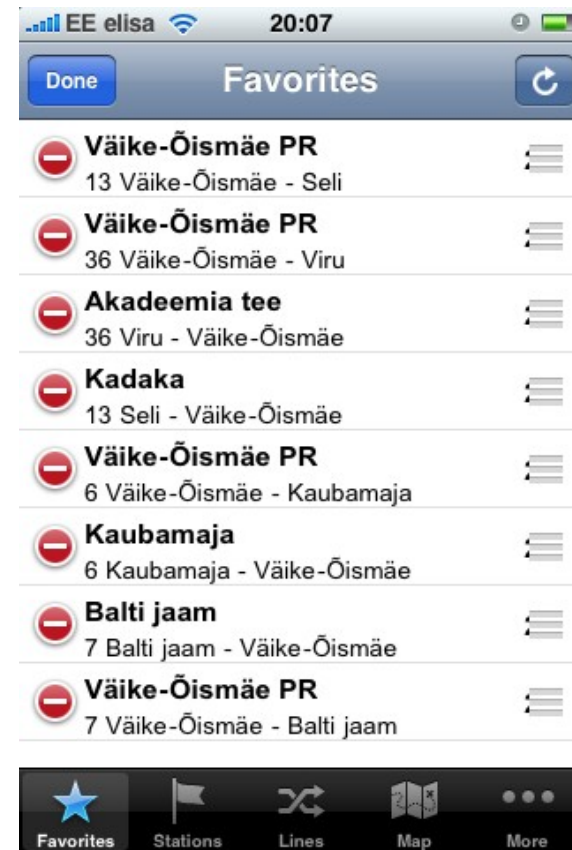 EE elisa 20:07
Done Favorites
Väike-Õismäe PR
13 Väike-Õismäe - Seli
Väike-Õismäe PR
36 Väike-Õismäe - Viru
Akadeemia tee
36 Viru - Väike-Õismäe
Kadaka
13 Seli - Väike-Õismäe
Väike-Õismäe PR
6 Väike-Õismäe - Kaubamaja
Kaubamaja
6 Kaubamaja - Väike-Õismäe
Balti jaam
7 Balti jaam - Väike-Õismäe
Väike-Õismäe PR
7 Väike-Õismäe - Balti jaam
Favorites Stations Lines Map More